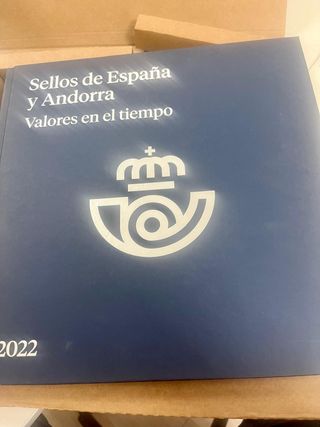 Sellos de España
y Andorra
Valores en el tiempo
2022